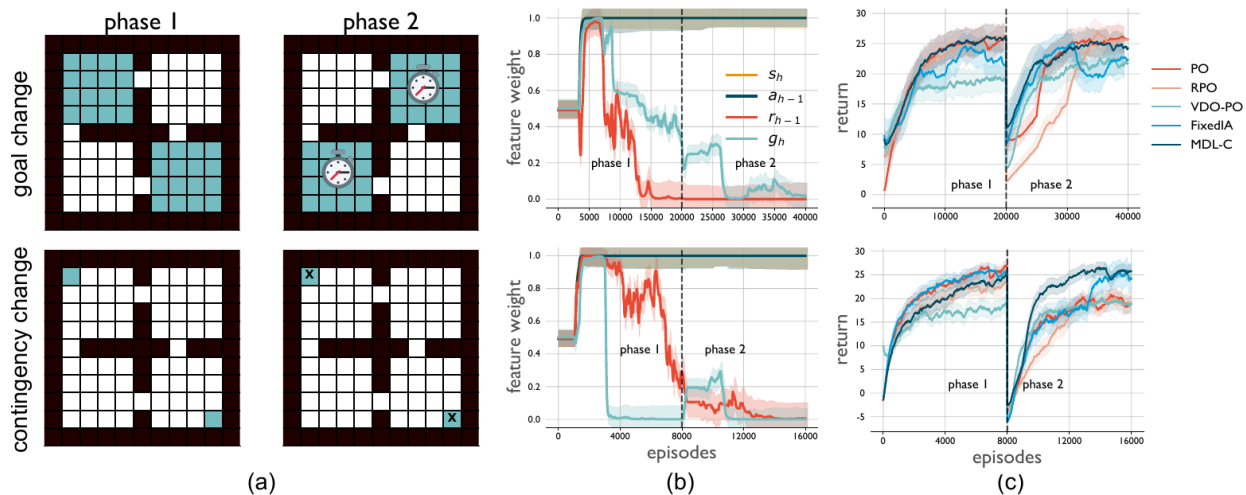 phase 1
phase 2
goal change
contingency change
x
x
(a)
feature weight
1.0
0.8
0.6
0.4
0.2
0.0
s_h
a_{h-1}
r_{h-1}
g_h
phase 1
phase 2
0
5000
10000
15000
20000
25000
30000
35000
40000
feature weight
1.0
0.8
0.6
0.4
0.2
0.0
phase 1
phase 2
0
4000
8000
12000
16000
episodes
(b)
return
30
25
20
15
10
5
0
phase 1
phase 2
0
10000
20000
30000
40000
PO
RPO
VDO-PO
FixedIA
MDL-C
return
30
25
20
15
10
5
0
-5
phase 1
phase 2
0
4000
8000
12000
16000
episodes
(c)